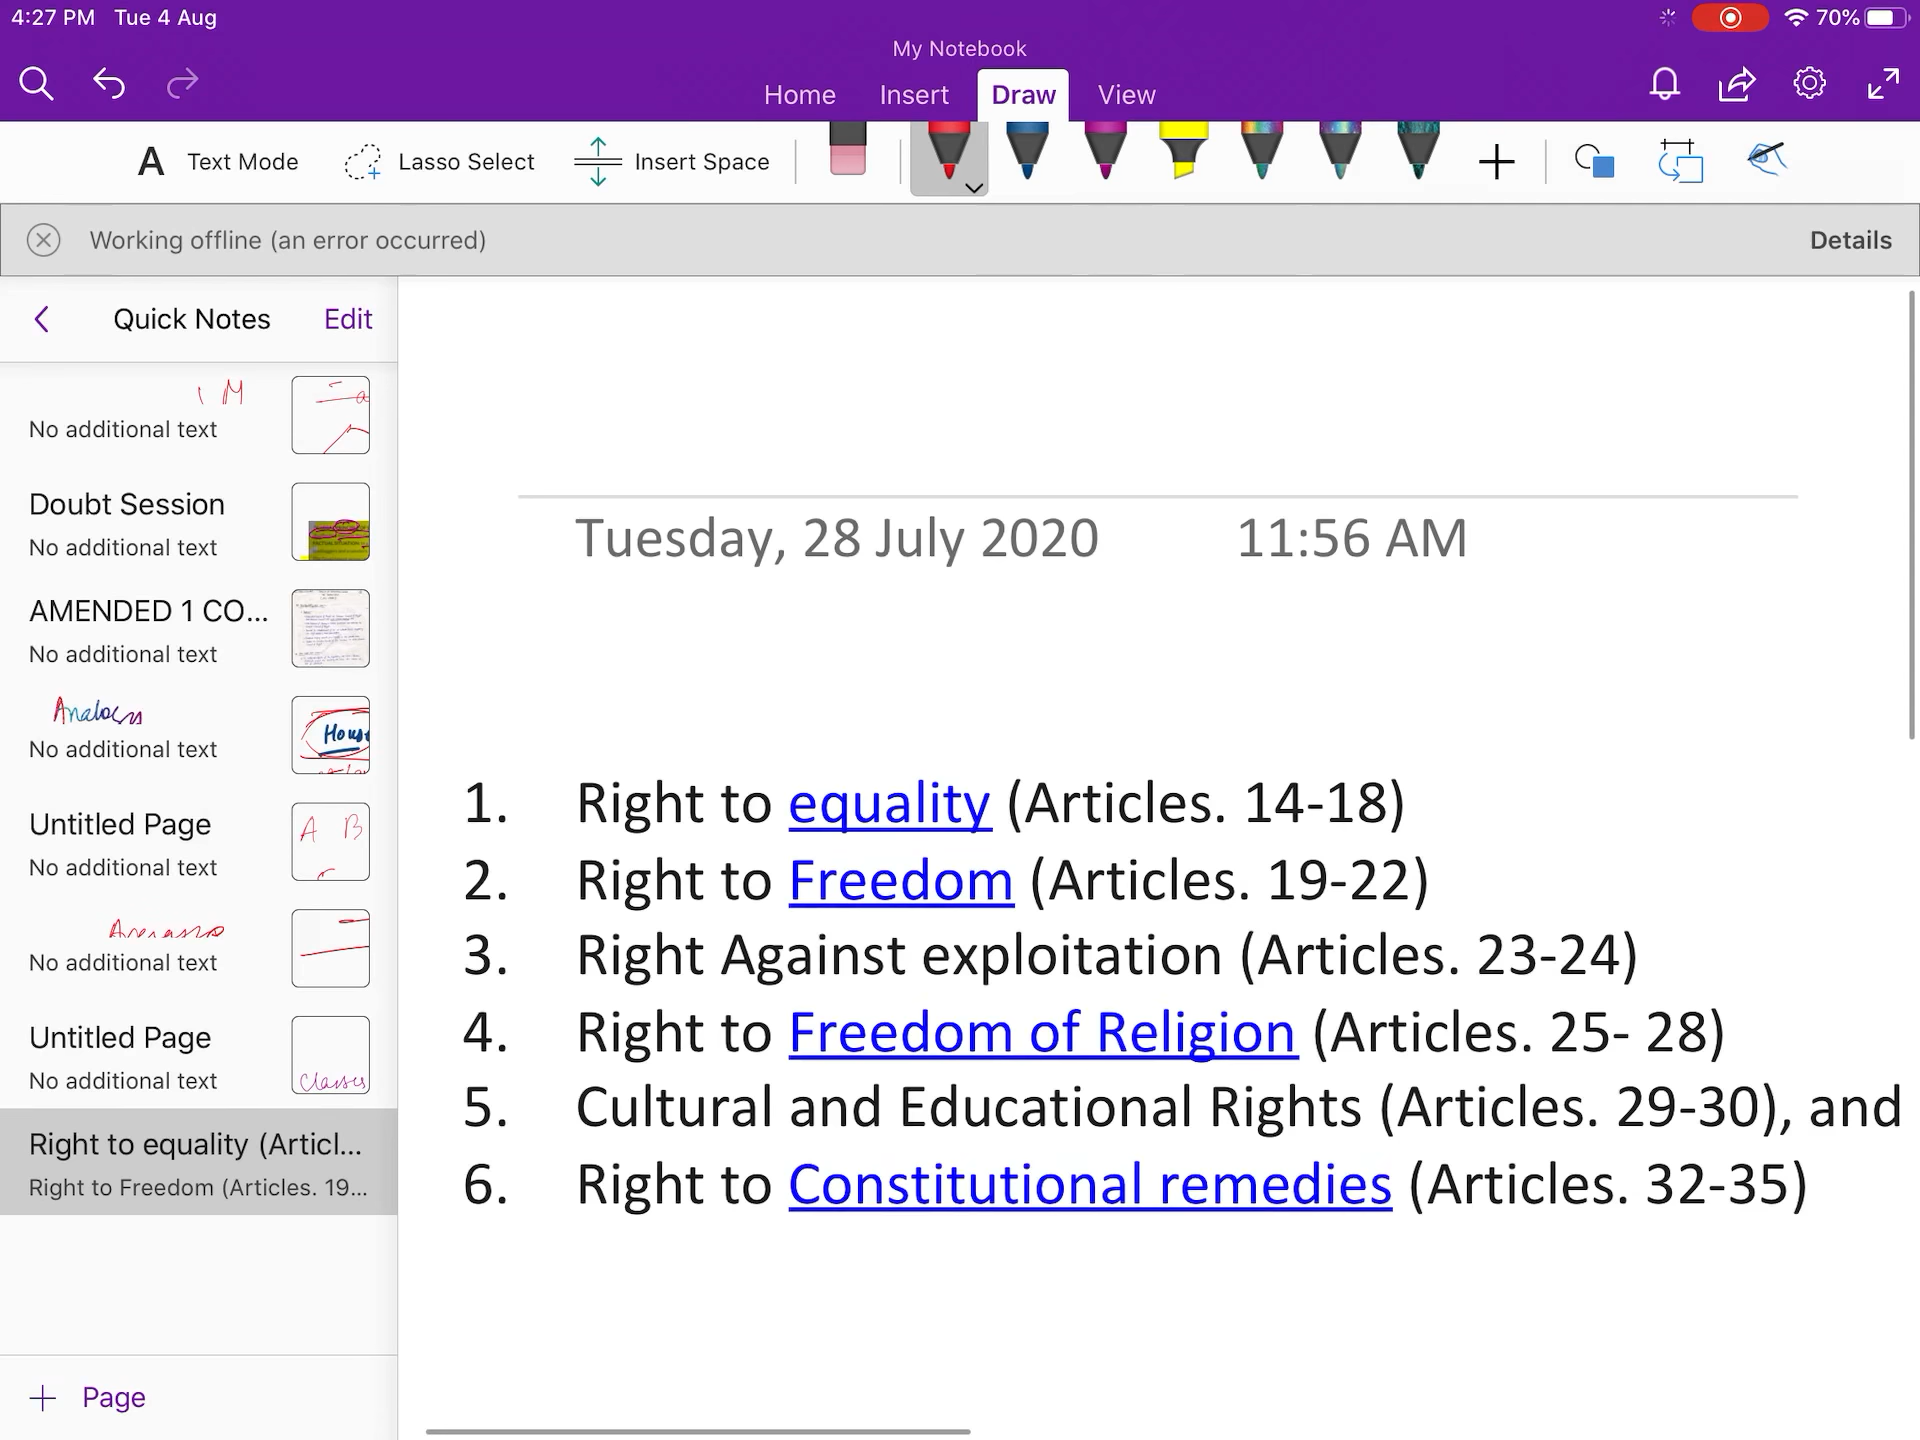 4:27 PM Tue 4 Aug
70%
My Notebook
Home Insert Draw View
A Text Mode Lasso Select Insert Space
Working offline (an error occurred) Details
Quick Notes Edit
M
No additional text
Doubt Session
No additional text
AMENDED 1 CO...
No additional text
No additional text
Untitled Page
A B
No additional text
No additional text
Untitled Page
No additional text
Classes
Right to equality (Articl...
Right to Freedom (Articles. 19...
+ Page
Tuesday, 28 July 2020 11:56 AM
1. Right to equality (Articles. 14-18)
2. Right to Freedom (Articles. 19-22)
3. Right Against exploitation (Articles. 23-24)
4. Right to Freedom of Religion (Articles. 25- 28)
5. Cultural and Educational Rights (Articles. 29-30), and
6. Right to Constitutional remedies (Articles. 32-35)